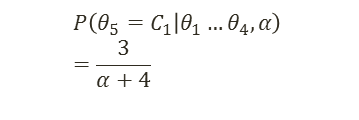 P(θ₅ = C₁|θ₁ … θ₄, α)
= 3 / (α + 4)